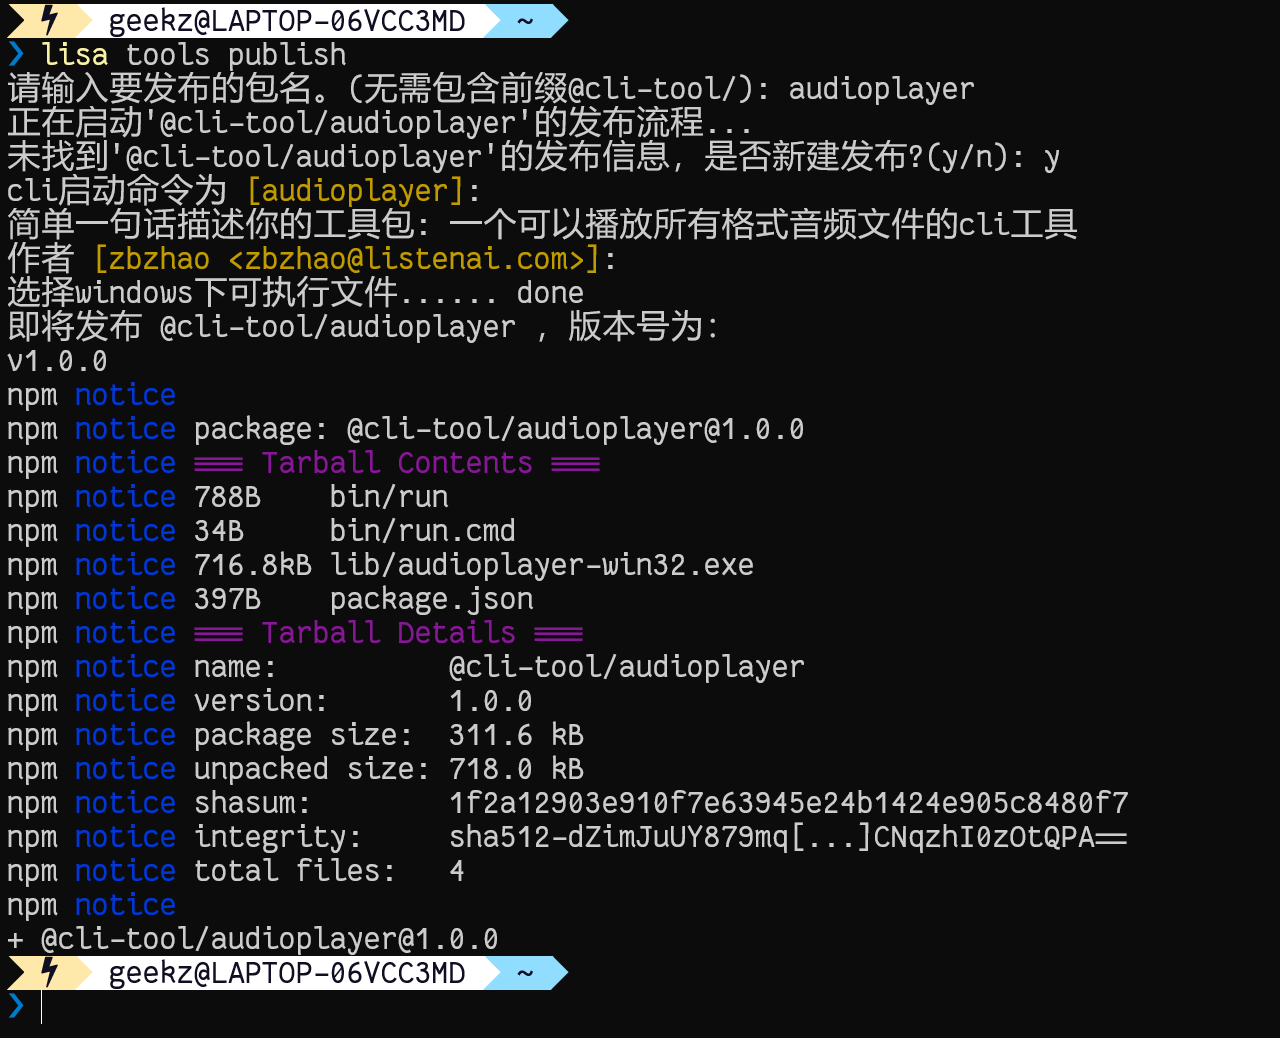 geekz@LAPTOP-06VCC3MD ~
❯ lisa tools publish
请输入要发布的包名。(无需包含前缀@cli-tool/): audioplayer
正在启动'@cli-tool/audioplayer'的发布流程...
未找到'@cli-tool/audioplayer'的发布信息, 是否新建发布?(y/n): y
cli启动命令为 [audioplayer]:
简单一句话描述你的工具包: 一个可以播放所有格式音频文件的cli工具
作者 [zbzhao <zbzhao@listenai.com>]:
选择windows下可执行文件...... done
即将发布 @cli-tool/audioplayer , 版本号为:
v1.0.0
npm notice
npm notice package: @cli-tool/audioplayer@1.0.0
npm notice === Tarball Contents ===
npm notice 788B    bin/run
npm notice 34B     bin/run.cmd
npm notice 716.8kB lib/audioplayer-win32.exe
npm notice 397B    package.json
npm notice === Tarball Details ===
npm notice name:          @cli-tool/audioplayer
npm notice version:       1.0.0
npm notice package size:  311.6 kB
npm notice unpacked size: 718.0 kB
npm notice shasum:        1f2a12903e910f7e63945e24b1424e905c8480f7
npm notice integrity:     sha512-dZimJuUY879mq[...]CNqzhI0zOtQPA==
npm notice total files:   4
npm notice
+ @cli-tool/audioplayer@1.0.0
geekz@LAPTOP-06VCC3MD ~
❯